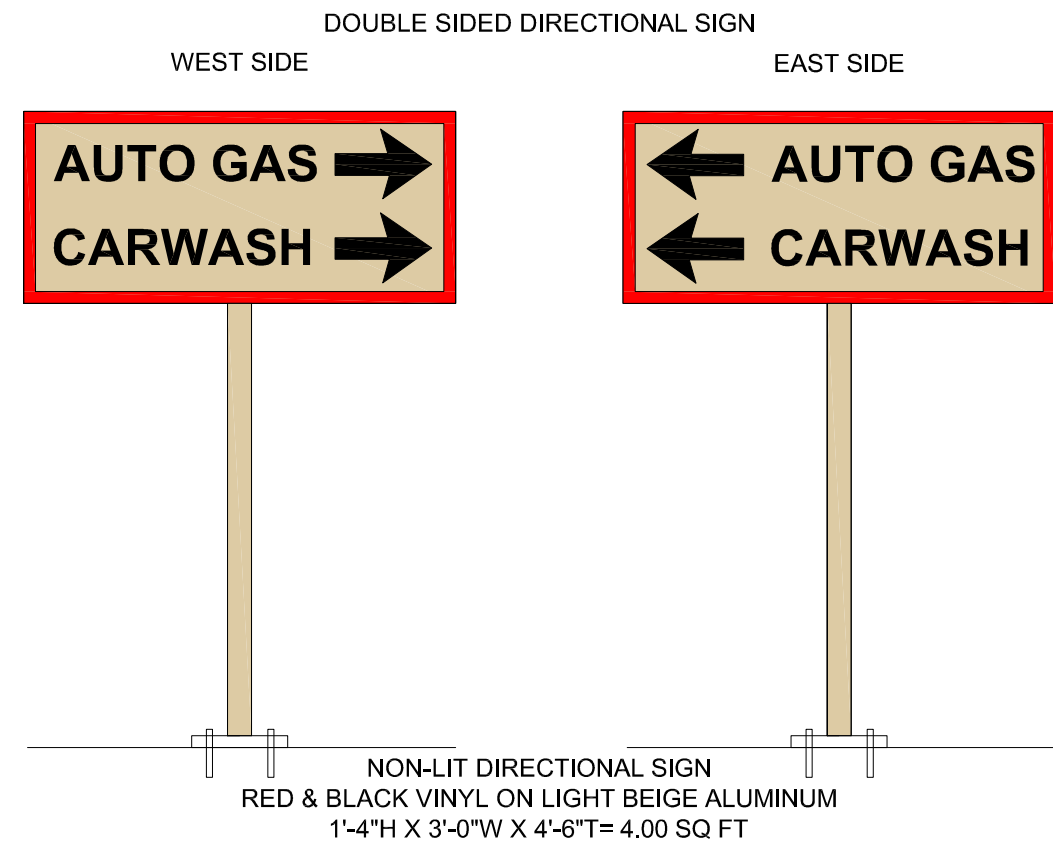 DOUBLE SIDED DIRECTIONAL SIGN
WEST SIDE
EAST SIDE
AUTO GAS
CARWASH
AUTO GAS
CARWASH
NON-LIT DIRECTIONAL SIGN
RED & BLACK VINYL ON LIGHT BEIGE ALUMINUM
1'-4"H X 3'-0"W X 4'-6"T= 4.00 SQ FT